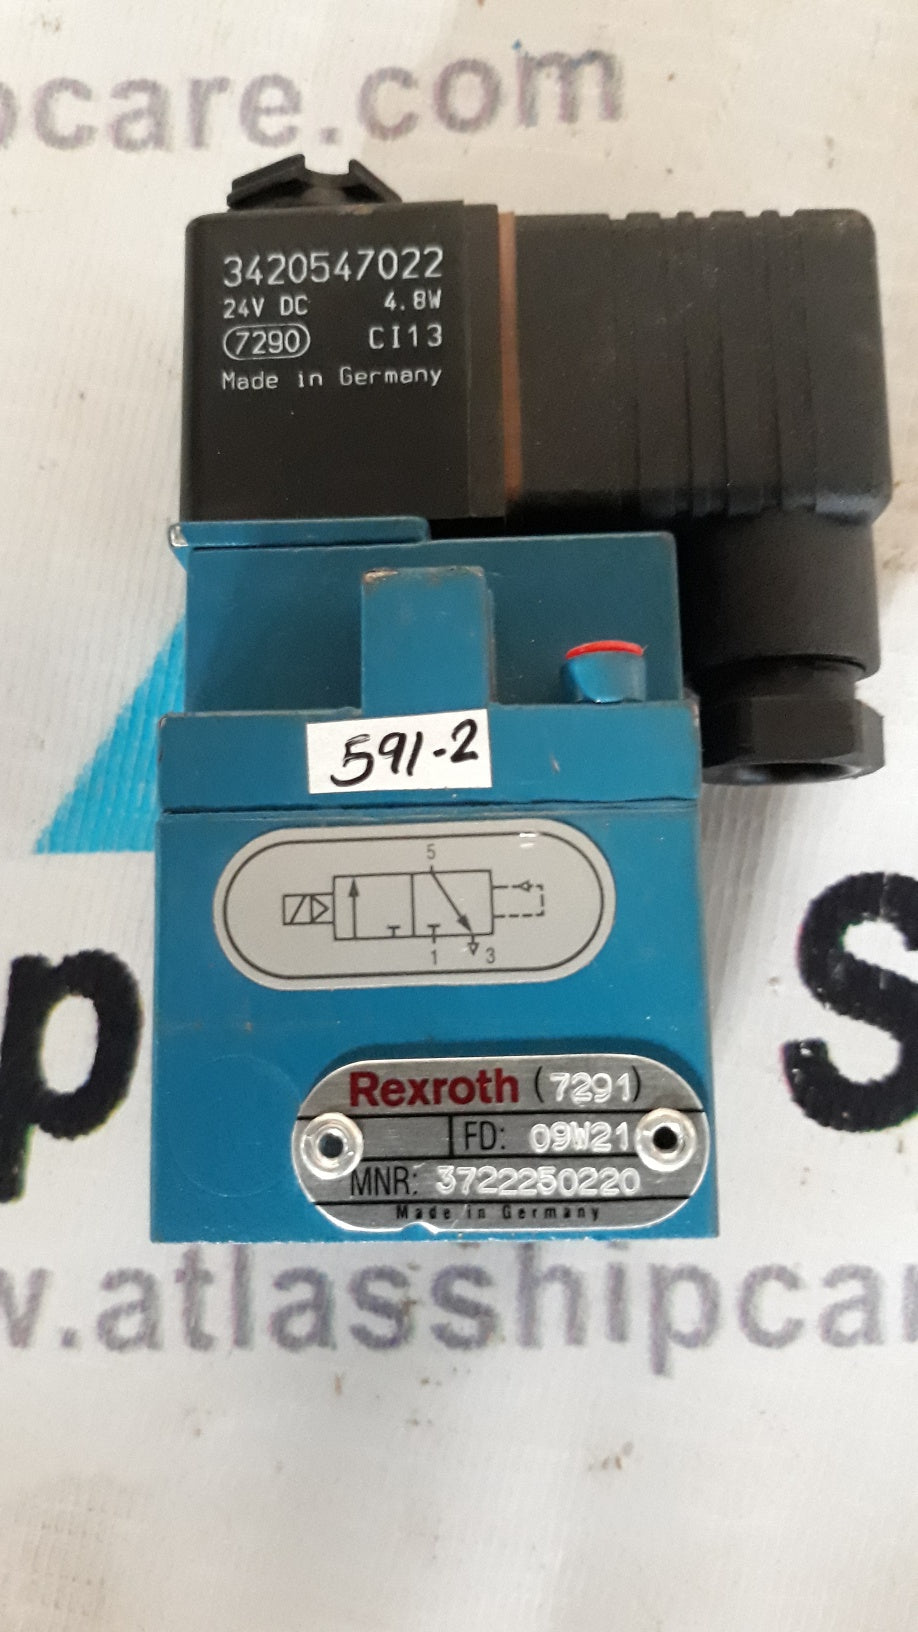 pcare.com
3420547022
24V DC 4.8W
7290 CI13
Made in Germany
591-2
5
1 3
p S
Rexroth (7291)
FD: 09W21
MNR: 3722250220
Made in Germany
w.atlasshipcar